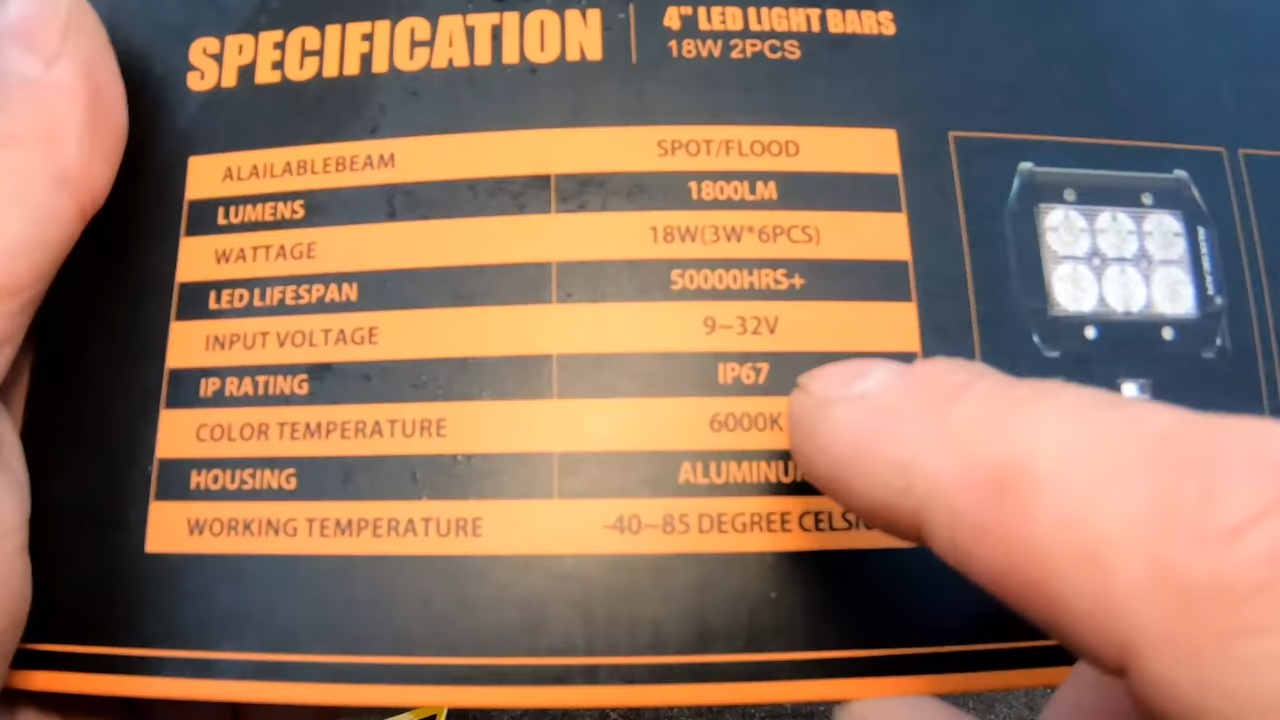 SPECIFICATION
4" LED LIGHT BARS
18W 2PCS
ALAILABLEBEAM SPOT/FLOOD
LUMENS 1800LM
WATTAGE 18W(3W*6PCS)
LED LIFESPAN 50000HRS+
INPUT VOLTAGE 9~32V
IP RATING IP67
COLOR TEMPERATURE 6000K
HOUSING
WORKING TEMPERATURE -40~85 DEGREE